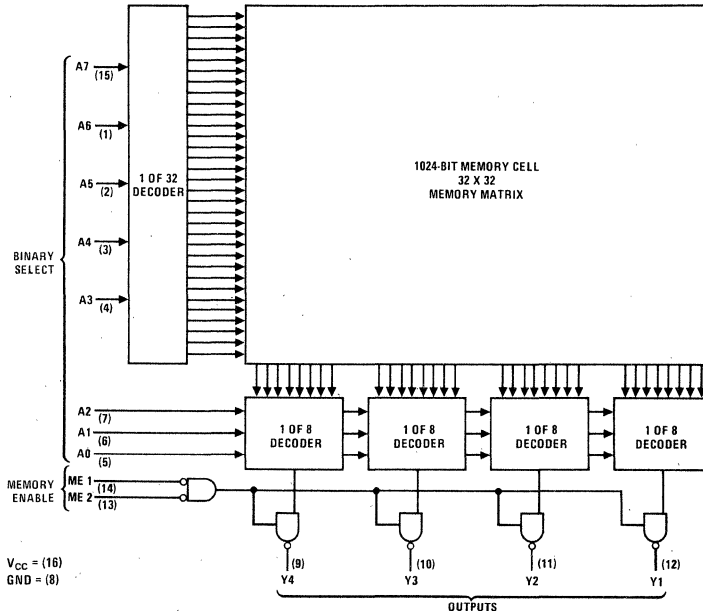 A7
(15)
A6
(1)
A5
(2)
A4
(3)
A3
(4)
BINARY
SELECT
1 OF 32
DECODER
1024-BIT MEMORY CELL
32 X 32
MEMORY MATRIX
A2
(7)
A1
(6)
A0
(5)
1 OF 8
DECODER
1 OF 8
DECODER
1 OF 8
DECODER
1 OF 8
DECODER
MEMORY
ENABLE
ME 1
(14)
ME 2
(13)
VCC = (16)
GND = (8)
(9)
Y4
(10)
Y3
(11)
Y2
(12)
Y1
OUTPUTS